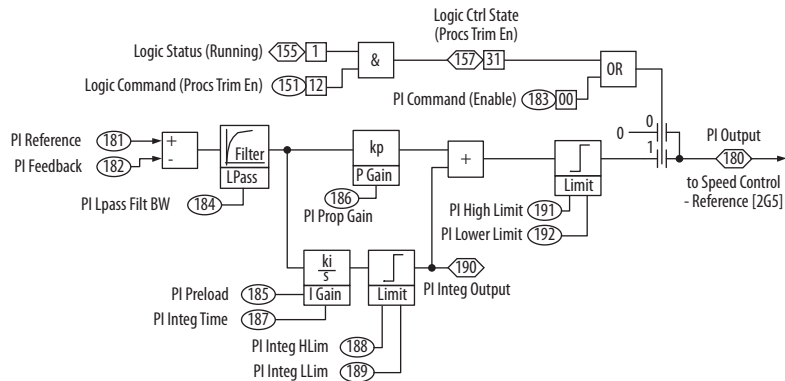 Logic Ctrl State
(Procs Trim En)
Logic Status (Running) 155 1
&
157 31
OR
Logic Command (Procs Trim En) 151 12
PI Command (Enable) 183 00
0
0
1
PI Output
180
to Speed Control
- Reference [2G5]
PI Reference 181
+
-
PI Feedback 182
Filter
LPass
PI Lpass Filt BW 184
kp
P Gain
186
PI Prop Gain
+
Limit
PI High Limit 191
PI Lower Limit 192
ki
s
I Gain
Limit
190
PI Integ Output
PI Preload 185
PI Integ Time 187
PI Integ HLim 188
PI Integ LLim 189